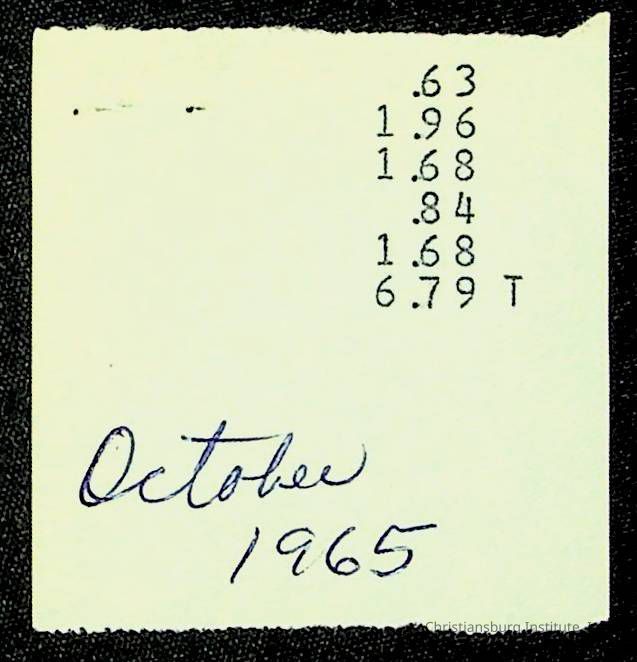 .63
1.96
1.68
.84
1.68
6.79 T
October
1965
Christiansburg Institute, I